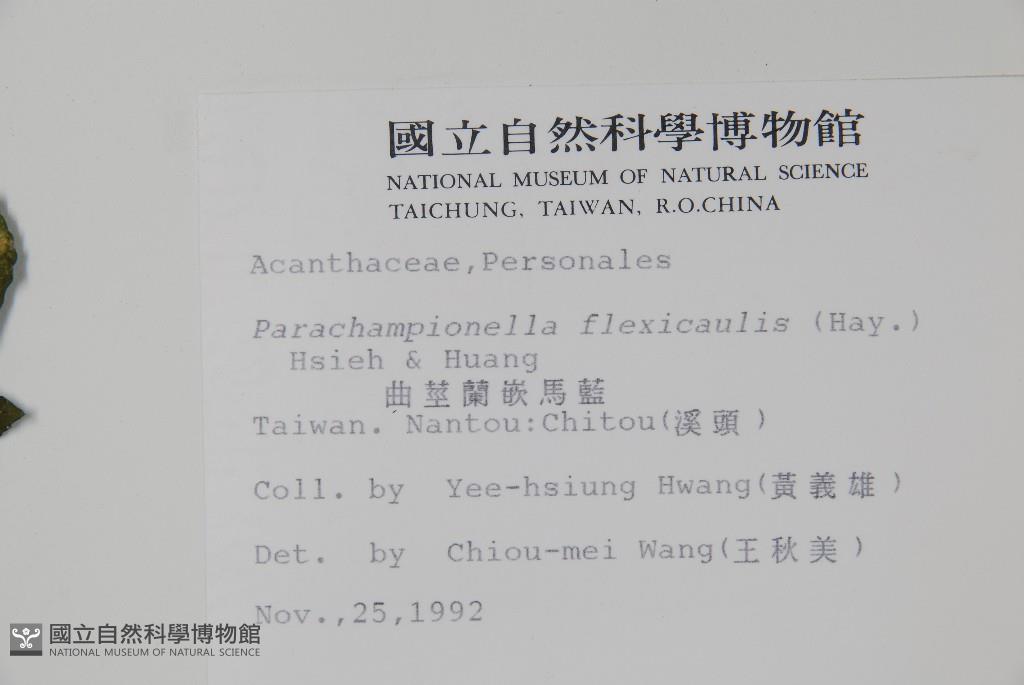 國立自然科學博物館
NATIONAL MUSEUM OF NATURAL SCIENCE
TAICHUNG, TAIWAN, R.O.CHINA
Acanthaceae,Personales
Parachampionella flexicaulis (Hay.)
Hsieh & Huang
曲莖蘭嵌馬藍
Taiwan. Nantou:Chitou(溪頭)
Coll. by Yee-hsiung Hwang(黃義雄)
Det. by Chiou-mei Wang(王秋美)
Nov.,25,1992
國立自然科學博物館
NATIONAL MUSEUM OF NATURAL SCIENCE